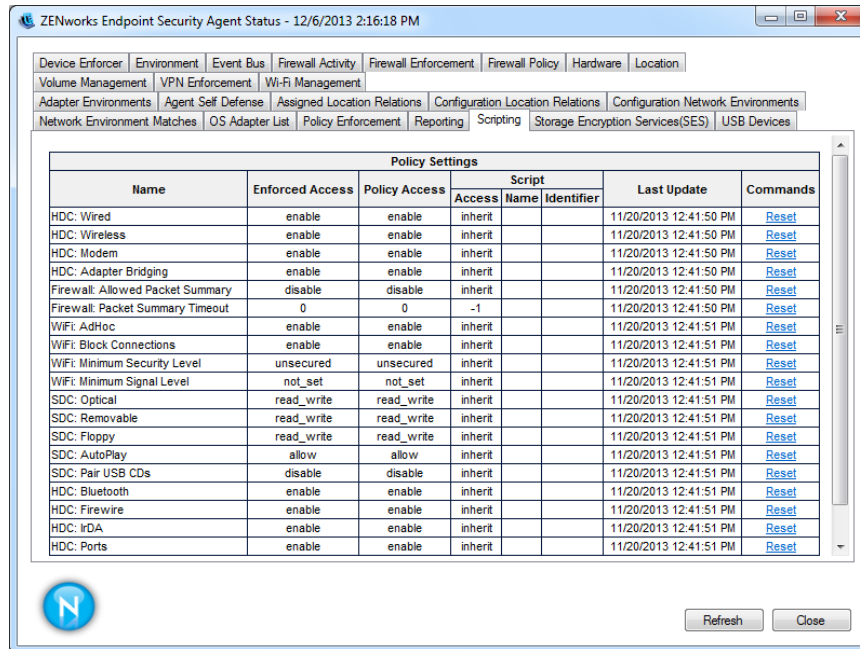 ZENworks Endpoint Security Agent Status - 12/6/2013 2:16:18 PM
Device Enforcer Environment Event Bus Firewall Activity Firewall Enforcement Firewall Policy Hardware Location
Volume Management VPN Enforcement Wi-Fi Management
Adapter Environments Agent Self Defense Assigned Location Relations Configuration Location Relations Configuration Network Environments
Network Environment Matches OS Adapter List Policy Enforcement Reporting Scripting Storage Encryption Services(SES) USB Devices
Policy Settings
Name Enforced Access Policy Access Script Last Update Commands
Access Name Identifier
HDC: Wired enable enable inherit 11/20/2013 12:41:50 PM Reset
HDC: Wireless enable enable inherit 11/20/2013 12:41:50 PM Reset
HDC: Modem enable enable inherit 11/20/2013 12:41:50 PM Reset
HDC: Adapter Bridging enable enable inherit 11/20/2013 12:41:50 PM Reset
Firewall: Allowed Packet Summary disable disable inherit 11/20/2013 12:41:50 PM Reset
Firewall: Packet Summary Timeout 0 0 -1 11/20/2013 12:41:50 PM Reset
WiFi: AdHoc enable enable inherit 11/20/2013 12:41:51 PM Reset
WiFi: Block Connections enable enable inherit 11/20/2013 12:41:51 PM Reset
WiFi: Minimum Security Level unsecured unsecured inherit 11/20/2013 12:41:51 PM Reset
WiFi: Minimum Signal Level not_set not_set inherit 11/20/2013 12:41:51 PM Reset
SDC: Optical read_write read_write inherit 11/20/2013 12:41:51 PM Reset
SDC: Removable read_write read_write inherit 11/20/2013 12:41:51 PM Reset
SDC: Floppy read_write read_write inherit 11/20/2013 12:41:51 PM Reset
SDC: AutoPlay allow allow inherit 11/20/2013 12:41:51 PM Reset
SDC: Pair USB CDs disable disable inherit 11/20/2013 12:41:51 PM Reset
HDC: Bluetooth enable enable inherit 11/20/2013 12:41:51 PM Reset
HDC: Firewire enable enable inherit 11/20/2013 12:41:51 PM Reset
HDC: IrDA enable enable inherit 11/20/2013 12:41:51 PM Reset
HDC: Ports enable enable inherit 11/20/2013 12:41:51 PM Reset
N
Refresh Close